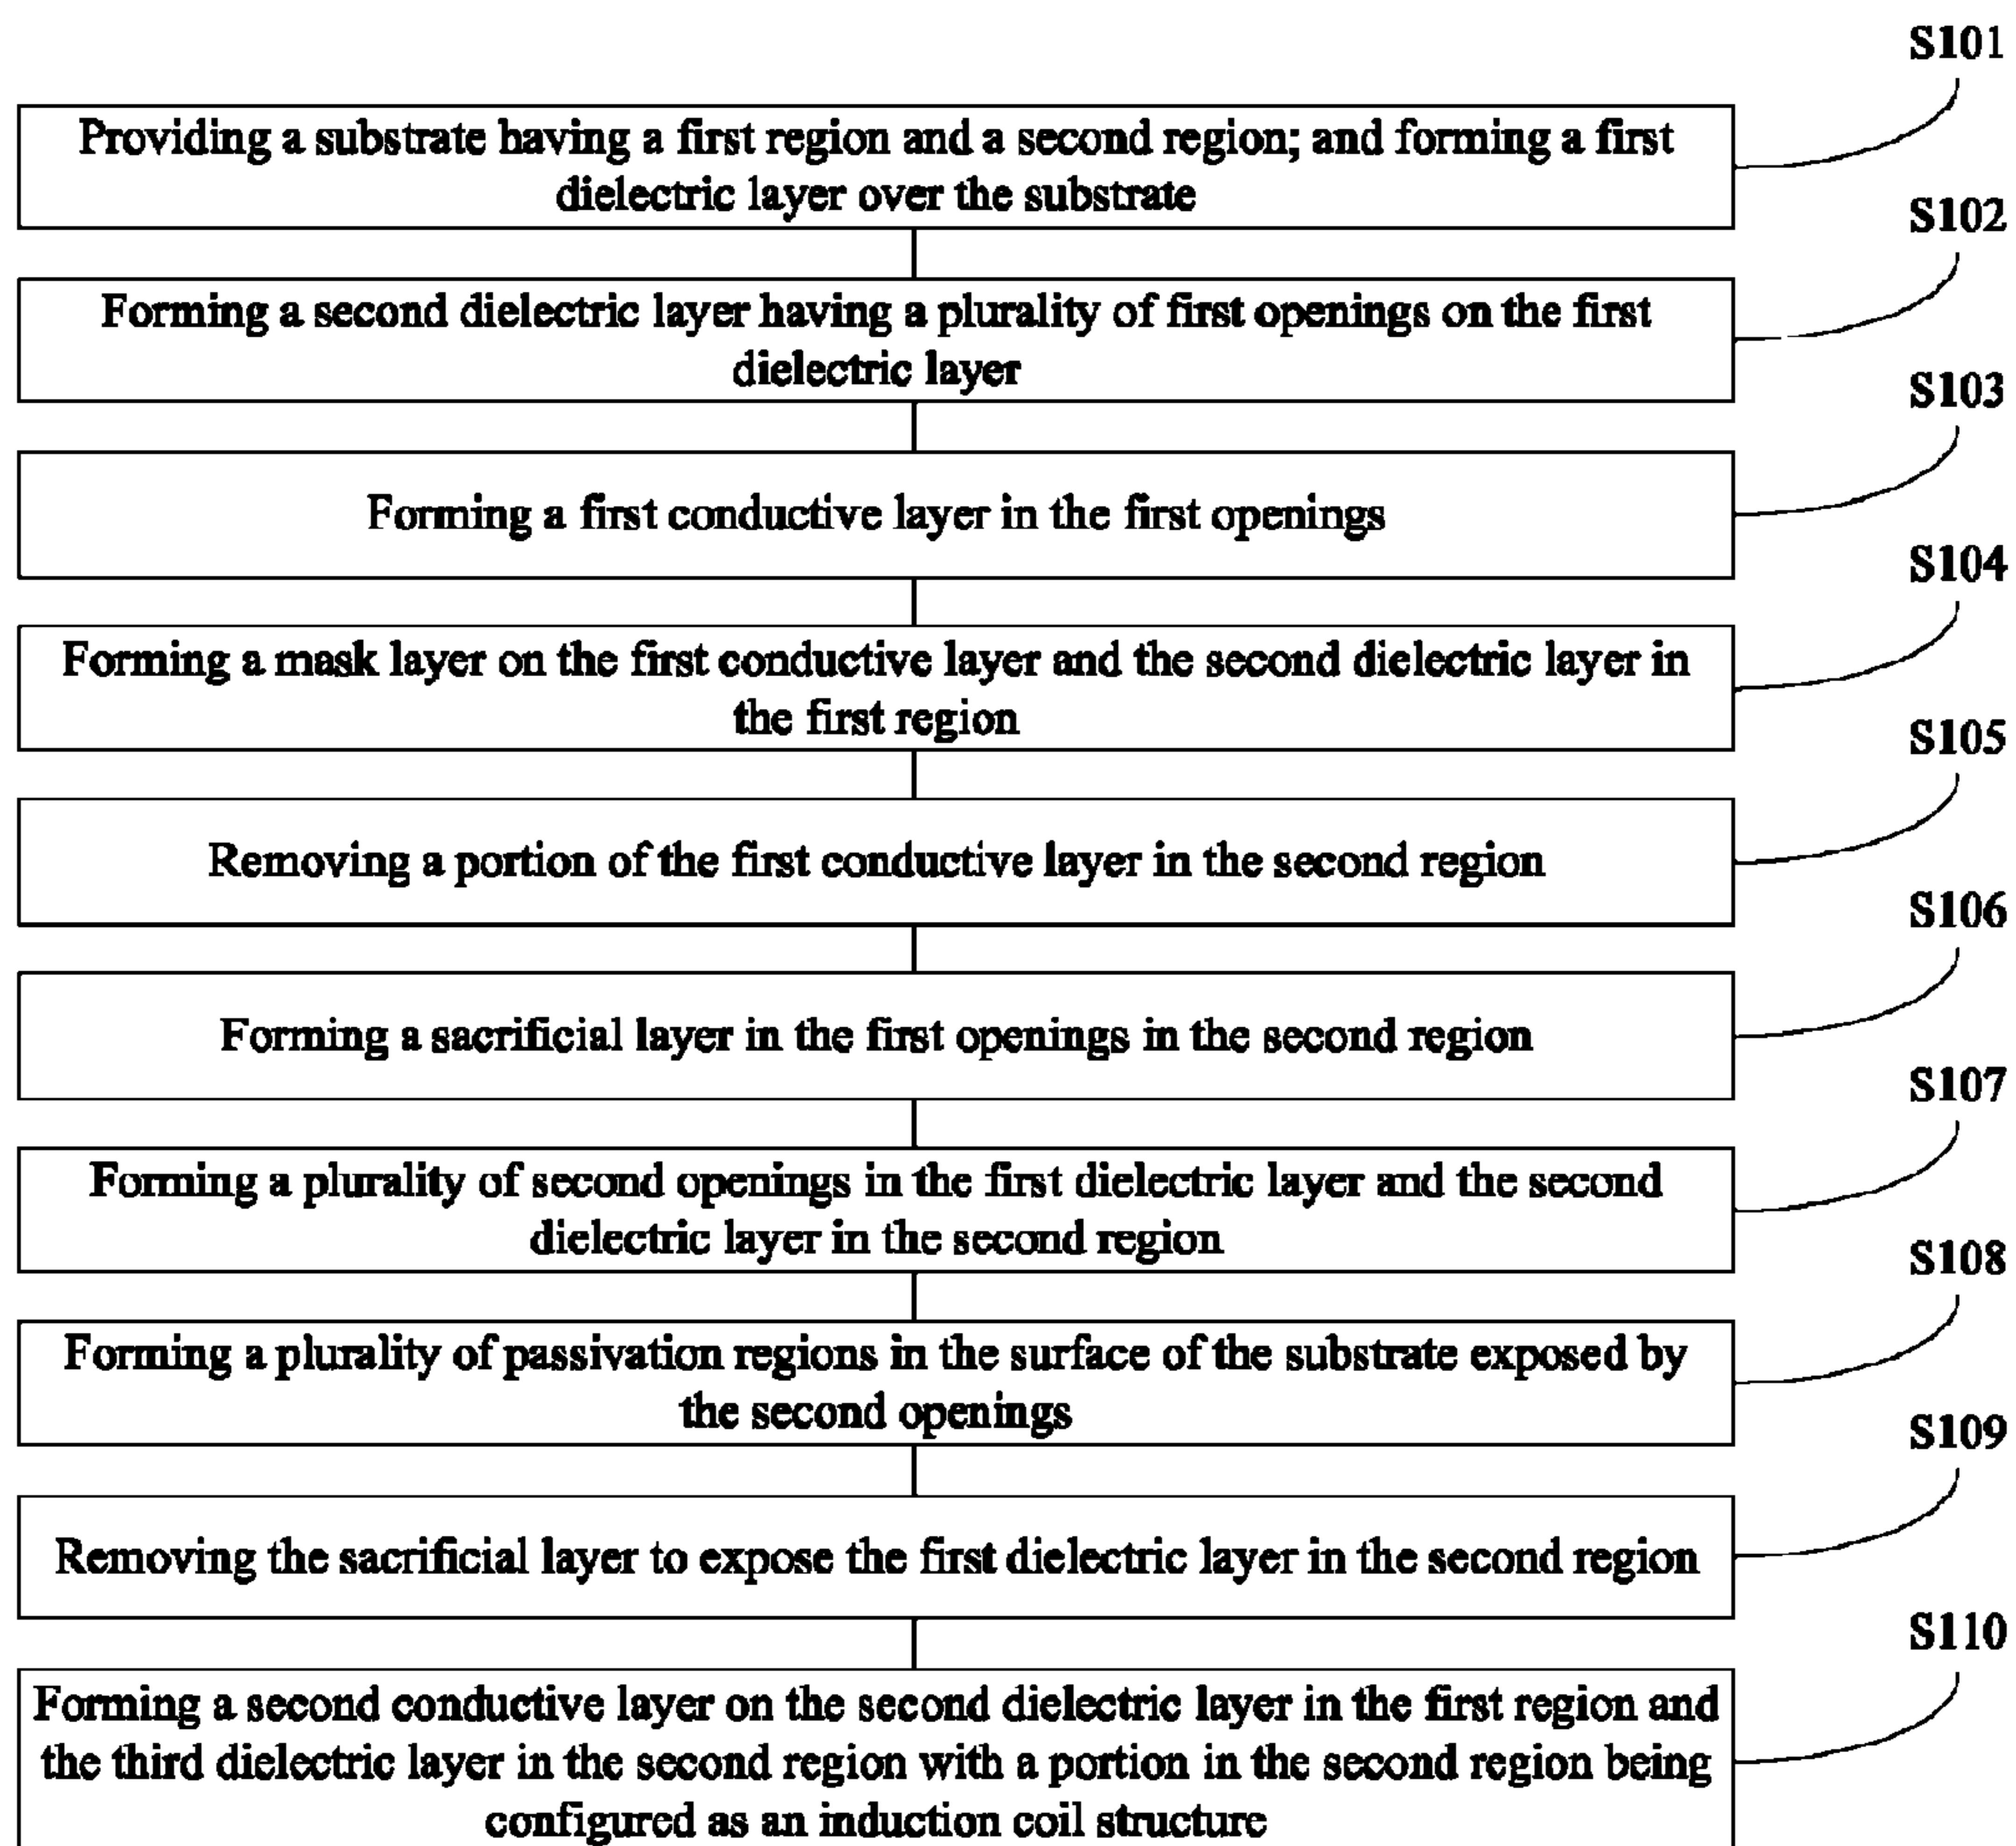 S101
Providing a substrate having a first region and a second region; and forming a first
dielectric layer over the substrate
S102
Forming a second dielectric layer having a plurality of first openings on the first
dielectric layer
S103
Forming a first conductive layer in the first openings
S104
Forming a mask layer on the first conductive layer and the second dielectric layer in
the first region
S105
Removing a portion of the first conductive layer in the second region
S106
Forming a sacrificial layer in the first openings in the second region
S107
Forming a plurality of second openings in the first dielectric layer and the second
dielectric layer in the second region
S108
Forming a plurality of passivation regions in the surface of the substrate exposed by
the second openings
S109
Removing the sacrificial layer to expose the first dielectric layer in the second region
S110
Forming a second conductive layer on the second dielectric layer in the first region and
the third dielectric layer in the second region with a portion in the second region being
configured as an induction coil structure